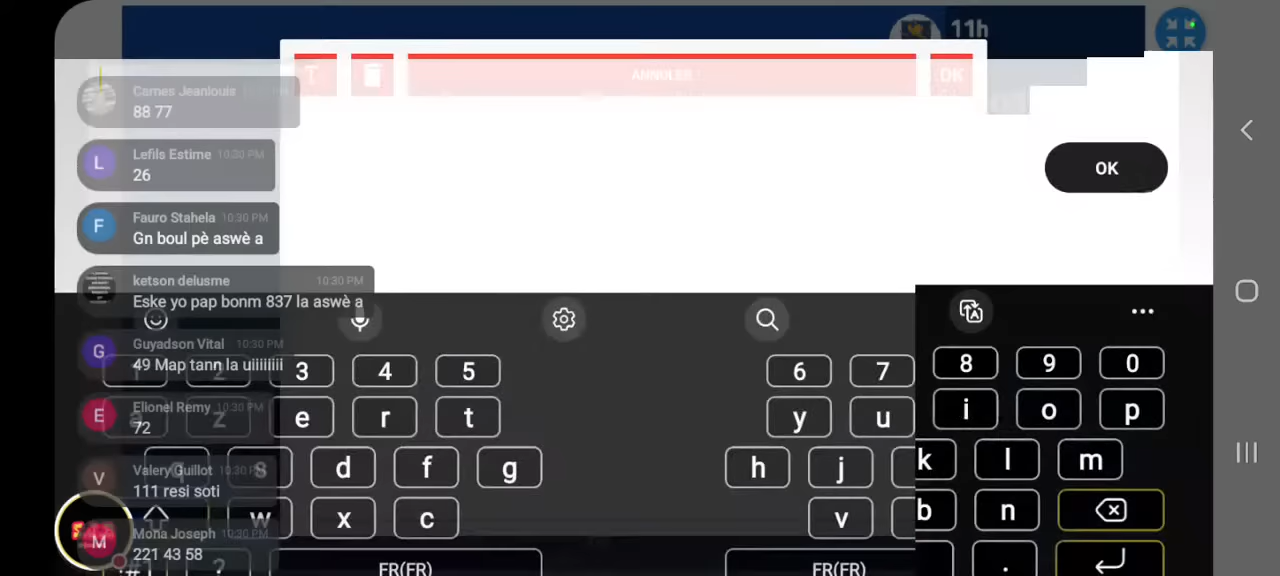 11h
T
ANNULER
OK
Carnes Jeanlouis
88 77
OK
L
Lefils Estime 10:30 PM
26
F
Fauro Stahela 10:30 PM
Gn boul pè aswè a
ketson delusme 10:30 PM
Eske yo pap bonm 837 la aswè a
G
Guyadson Vital 10:30 PM
49 Map tann la uiiiiiiii
E
Elionel Remy 10:30 PM
72
V
Valery Guillot 10:30 PM
111 resi soti
M
Mona Joseph 10:30 PM
221 43 58
1 2 3 4 5 6 7 8 9 0
a z e r t y u i o p
q s d f g h j k l m
w x c v b n
!#1 ? FR(FR) FR(FR) .